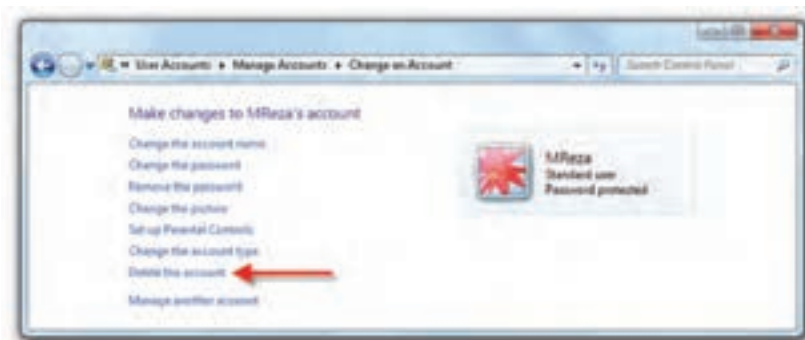 User Accounts ▸ Manage Accounts ▸ Change an Account
Search Control Panel
Make changes to MReza's account
Change the account name
Change the password
Remove the password
Change the picture
Set up Parental Controls
Change the account type
Delete the account
Manage another account
MReza
Standard user
Password protected